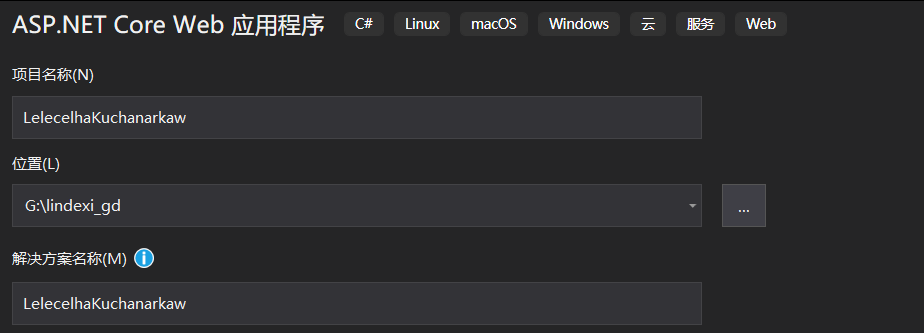 ASP.NET Core Web 应用程序 C# Linux macOS Windows 云 服务 Web
项目名称(N)
LelecelhaKuchanarkaw
位置(L)
G:\lindexi_gd ...
解决方案名称(M)
LelecelhaKuchanarkaw